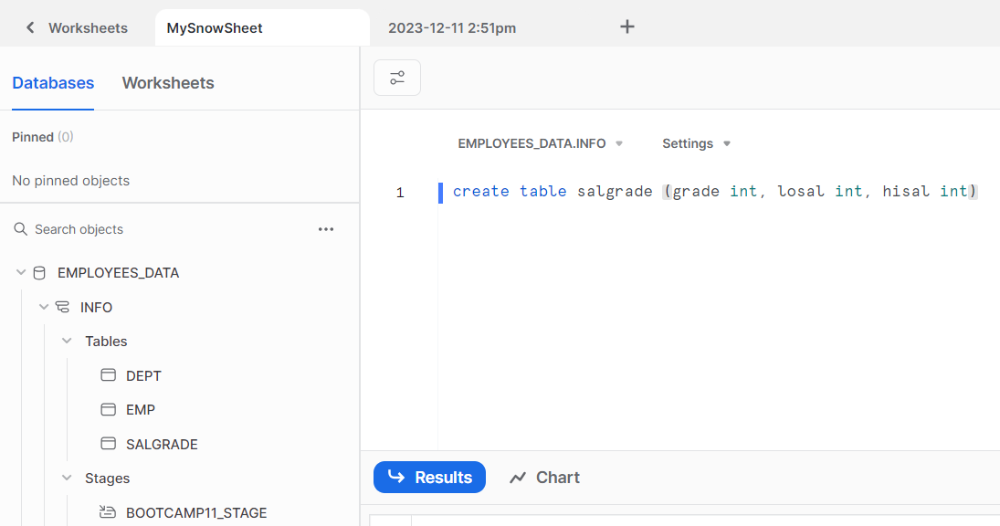 Worksheets
MySnowSheet
2023-12-11 2:51pm
Databases
Worksheets
Pinned (0)
No pinned objects
Search objects
EMPLOYEES_DATA
INFO
Tables
DEPT
EMP
SALGRADE
Stages
BOOTCAMP11_STAGE
EMPLOYEES_DATA.INFO
Settings
1
create table salgrade (grade int, losal int, hisal int)
Results
Chart